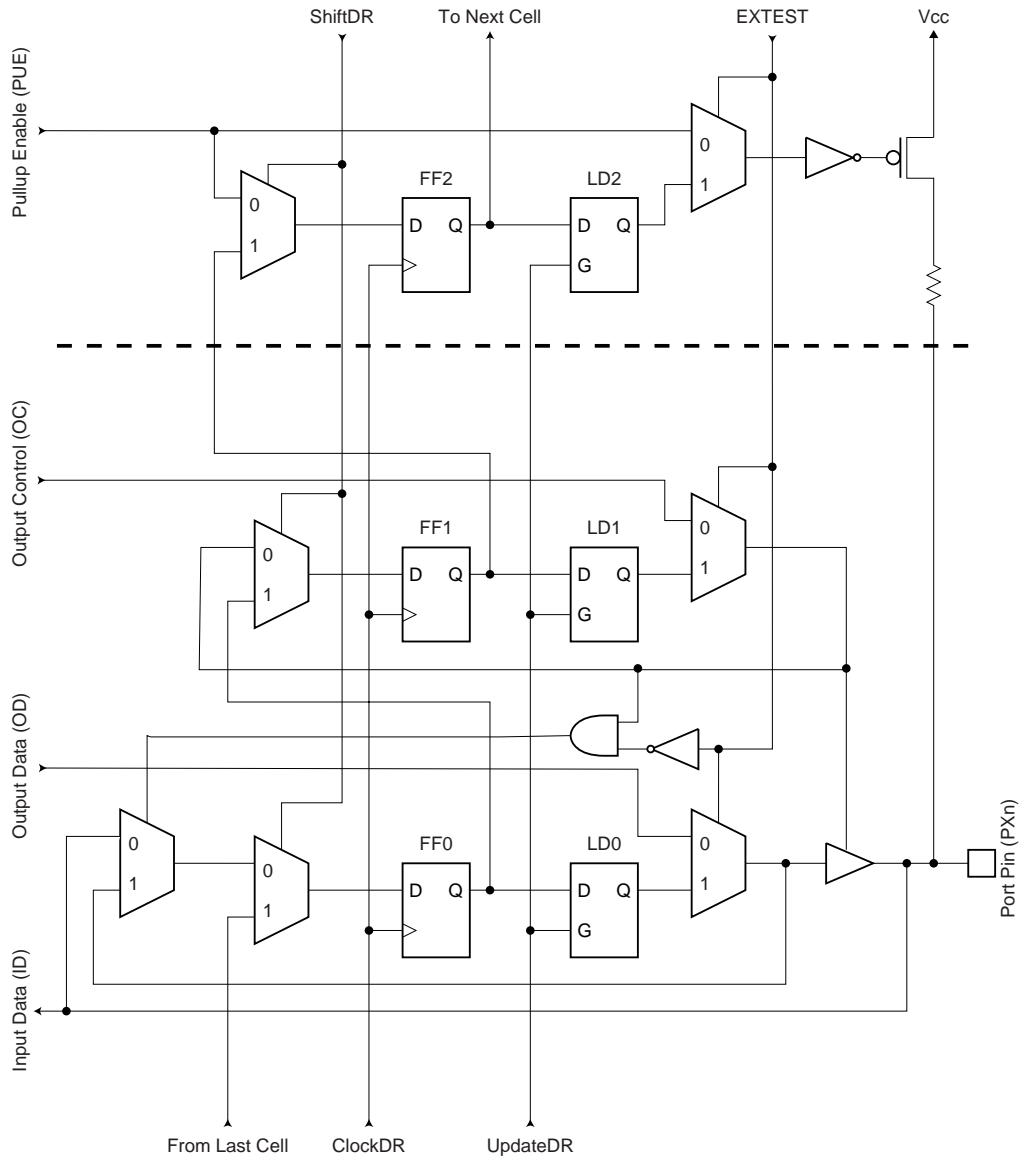 ShiftDR
To Next Cell
EXTEST
Vcc
Pullup Enable (PUE)
0
1
FF2
D Q
LD2
D Q
G
0
1
Output Control (OC)
0
1
FF1
D Q
LD1
D Q
G
0
1
Output Data (OD)
0
1
0
1
FF0
D Q
LD0
D Q
G
0
1
Port Pin (PXn)
Input Data (ID)
From Last Cell
ClockDR
UpdateDR